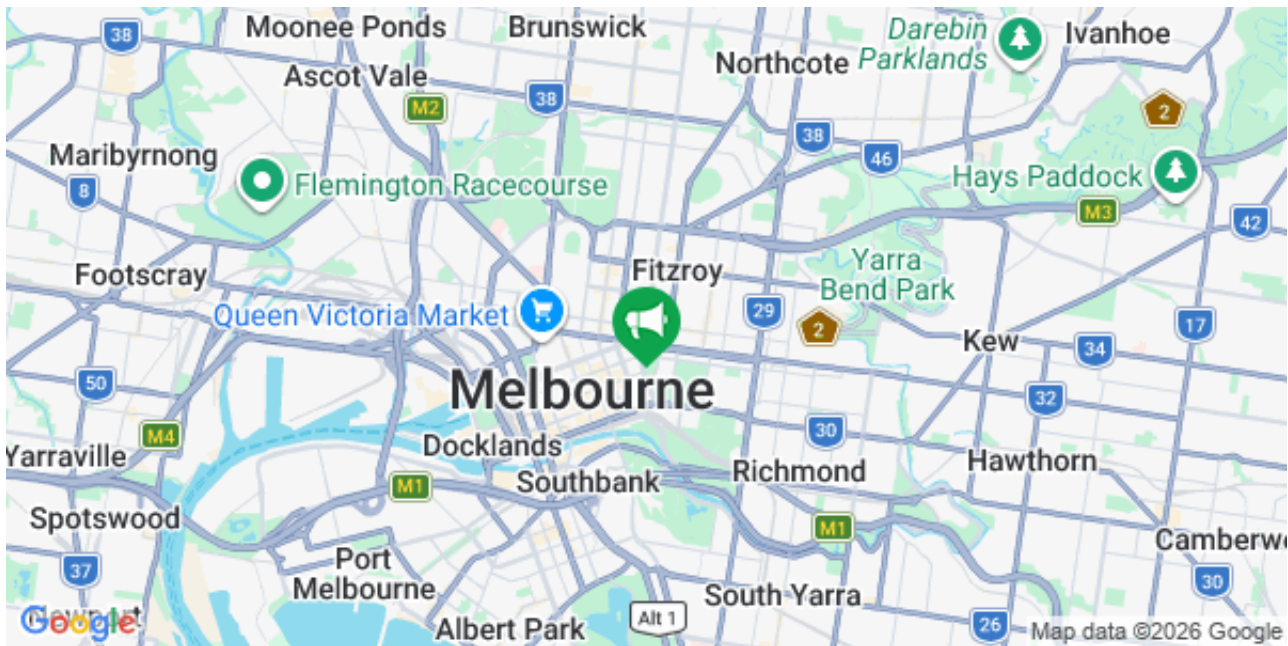 38
Moonee Ponds
Brunswick
Darebin
Parklands
Ivanhoe
Ascot Vale
Northcote
M2
38
2
38
46
Maribyrnong
8
Flemington Racecourse
Hays Paddock
M3
42
Footscray
Fitzroy
Yarra
Bend Park
Queen Victoria Market
29
2
17
Kew
34
50
Melbourne
32
M4
Docklands
30
Yarraville
Richmond
Hawthorn
M1
Southbank
Spotswood
M1
Camberw
37
Port
Melbourne
30
South Yarra
Google
Newport
Albert Park
Alt 1
26
Map data ©2026 Google